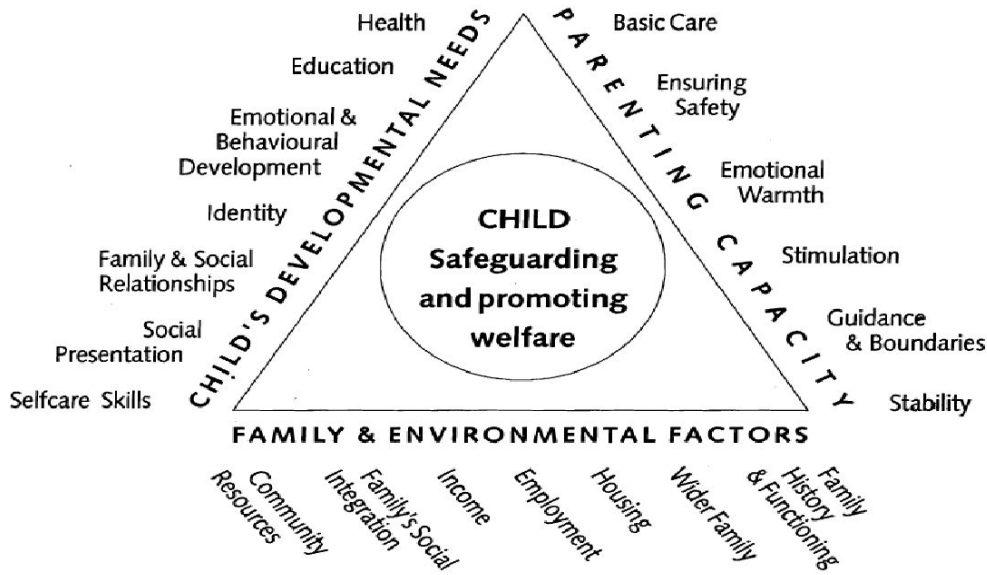 Health
Education
Emotional &
Behavioural
Development
Identity
Family & Social
Relationships
Social
Presentation
Selfcare Skills
CHILD'S DEVELOPMENTAL NEEDS
PARENTING CAPACITY
Basic Care
Ensuring
Safety
Emotional
Warmth
Stimulation
Guidance
& Boundaries
Stability
CHILD
Safeguarding
and promoting
welfare
FAMILY & ENVIRONMENTAL FACTORS
Community
Resources
Family's Social
Integration
Income
Employment
Housing
Wider Family
Family
History
& Functioning